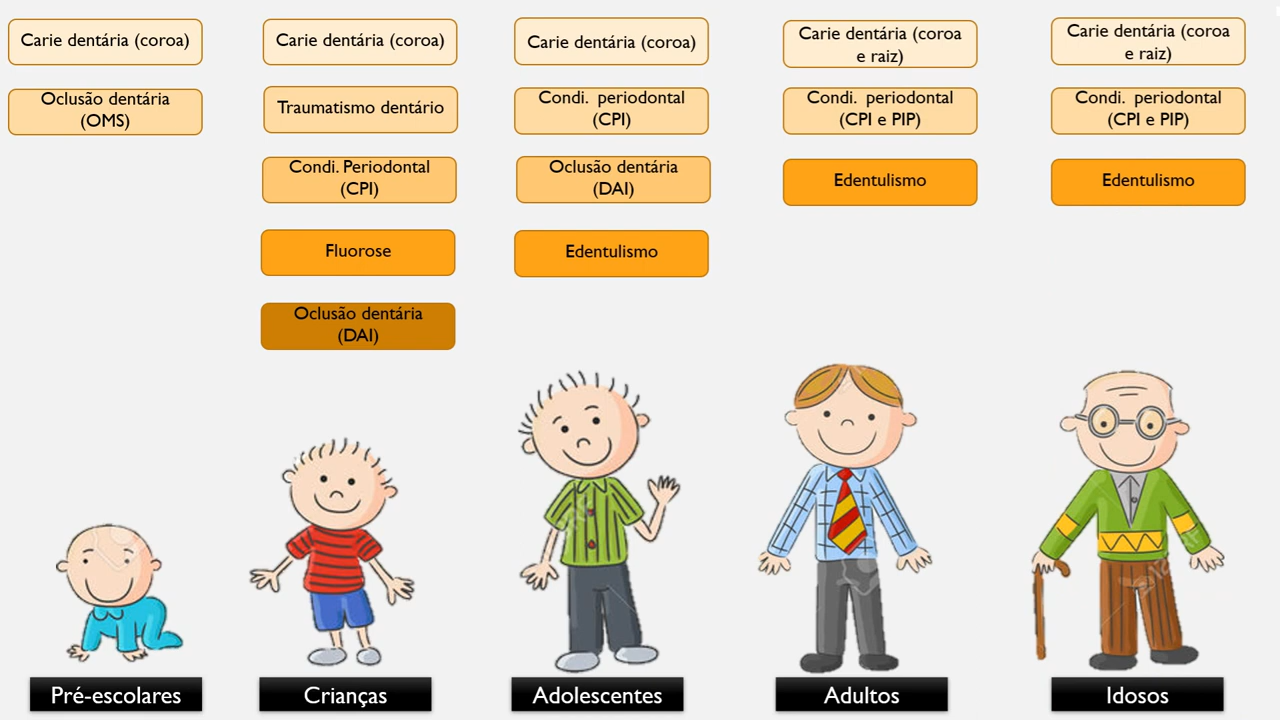 Carie dentária (coroa)
Oclusão dentária
(OMS)
Pré-escolares
Carie dentária (coroa)
Traumatismo dentário
Condi. Periodontal
(CPI)
Fluorose
Oclusão dentária
(DAI)
Crianças
Carie dentária (coroa)
Condi. periodontal
(CPI)
Oclusão dentária
(DAI)
Edentulismo
Adolescentes
Carie dentária (coroa
e raiz)
Condi. periodontal
(CPI e PIP)
Edentulismo
Adultos
Carie dentária (coroa
e raiz)
Condi. periodontal
(CPI e PIP)
Edentulismo
Idosos